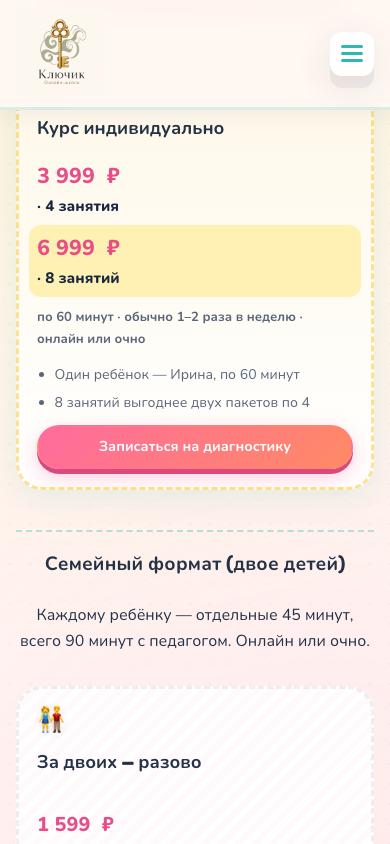 Ключик
Онлайн-школа
Курс индивидуально
3 999 ₽
· 4 занятия
6 999 ₽
· 8 занятий
по 60 минут · обычно 1–2 раза в неделю ·
онлайн или очно
• Один ребёнок — Ирина, по 60 минут
• 8 занятий выгоднее двух пакетов по 4
Записаться на диагностику
Семейный формат (двое детей)
Каждому ребёнку — отдельные 45 минут,
всего 90 минут с педагогом. Онлайн или очно.
За двоих — разово
1 599 ₽